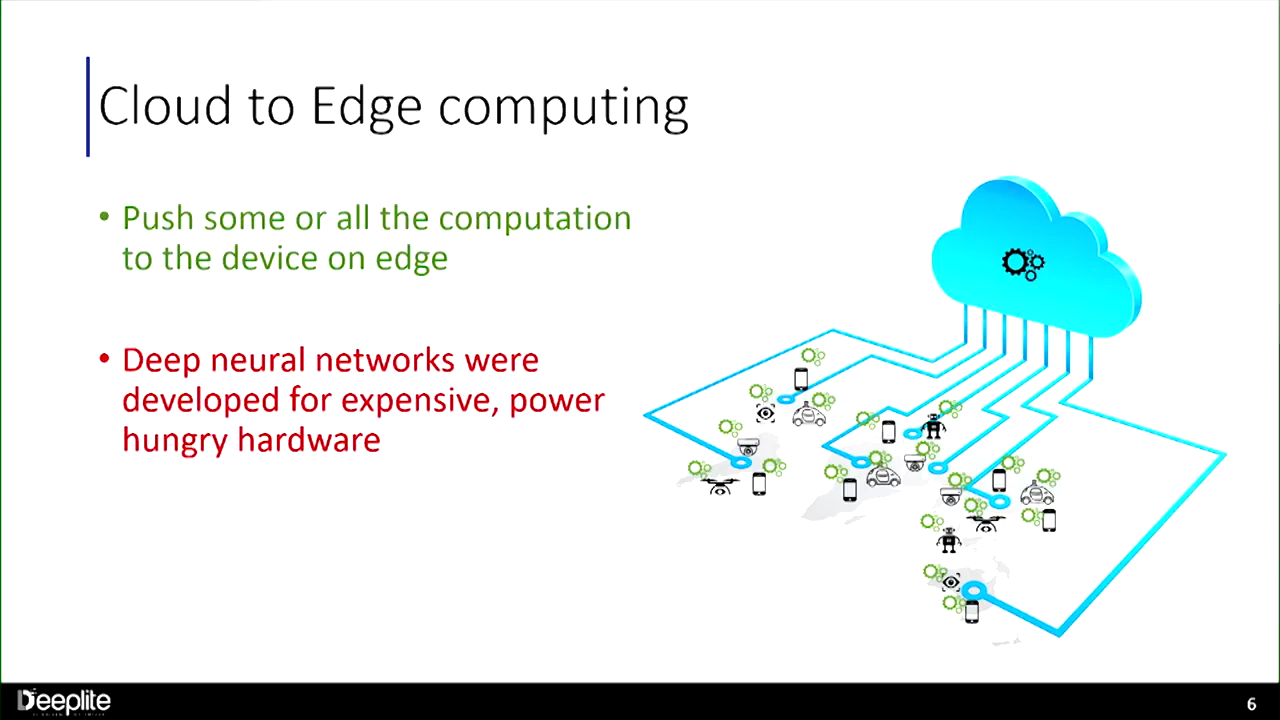 Cloud to Edge computing
• Push some or all the computation
to the device on edge
• Deep neural networks were
developed for expensive, power
hungry hardware
Deeplite
6